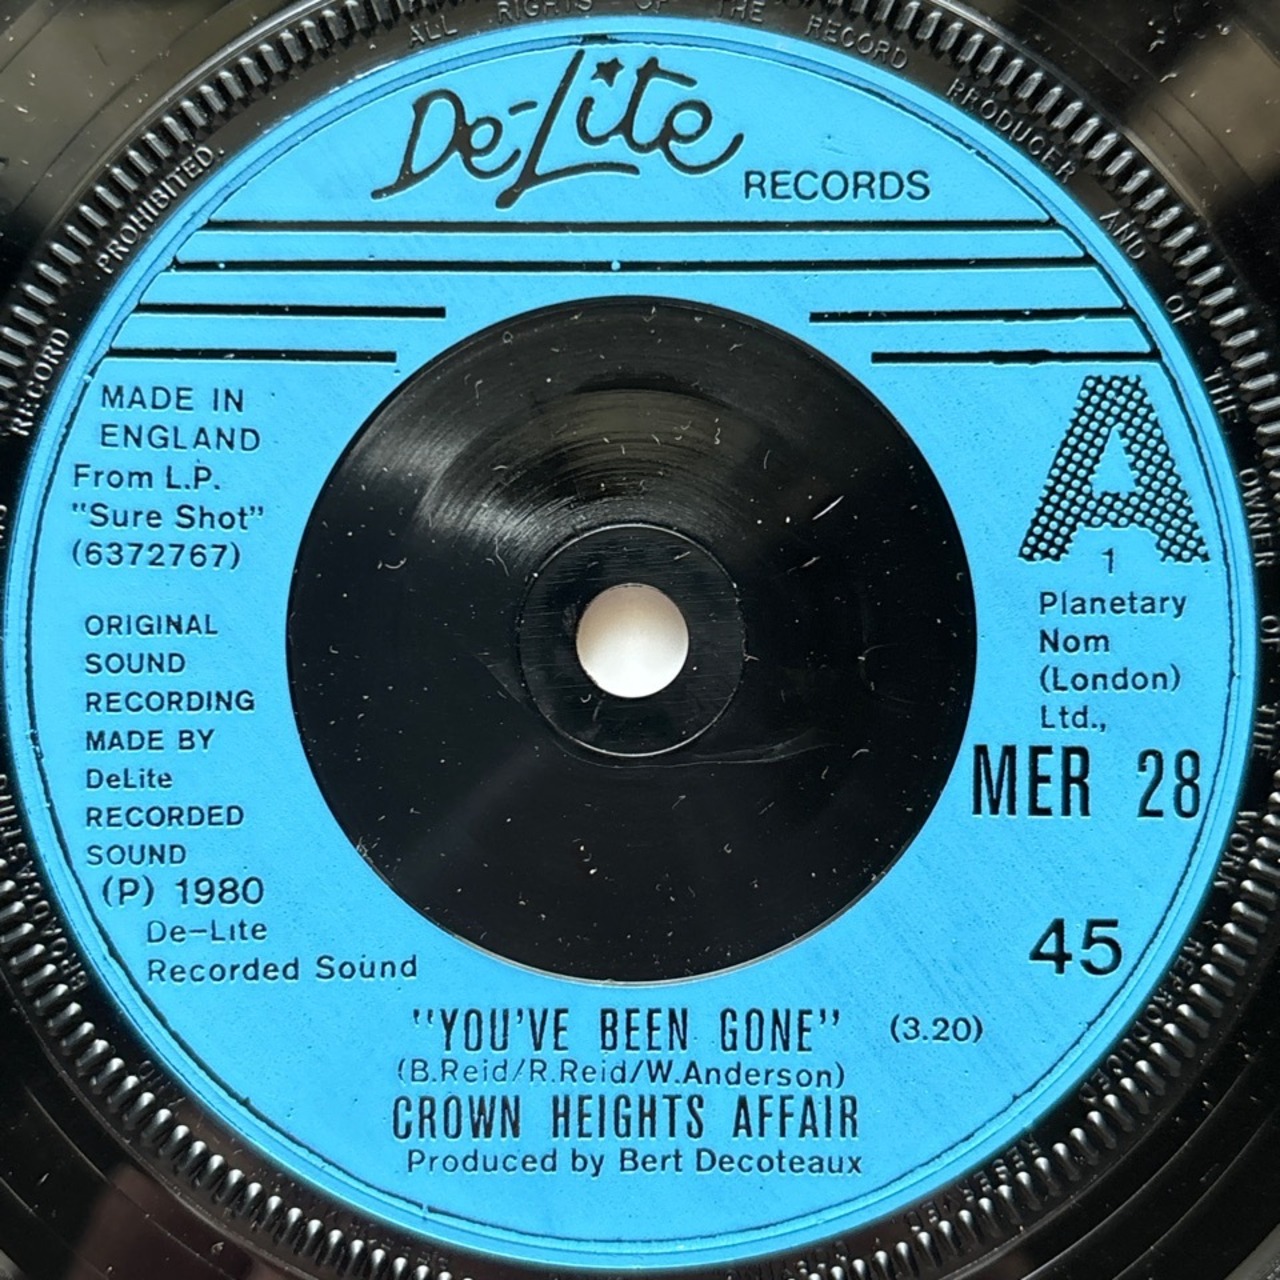 ALL RIGHTS OF THE RECORD PRODUCER AND OF THE OWNER OF THE WORK REPRODUCED RESERVED
PROHIBITED.
RECORD
De-Lite RECORDS
MADE IN
ENGLAND
From L.P.
"Sure Shot"
(6372767)
ORIGINAL
SOUND
RECORDING
MADE BY
DeLite
RECORDED
SOUND
(P) 1980
De-Lite
Recorded Sound
A
1
Planetary
Nom
(London)
Ltd.,
MER 28
45
"YOU'VE BEEN GONE" (3.20)
(B.Reid/R.Reid/W.Anderson)
CROWN HEIGHTS AFFAIR
Produced by Bert Decoteaux